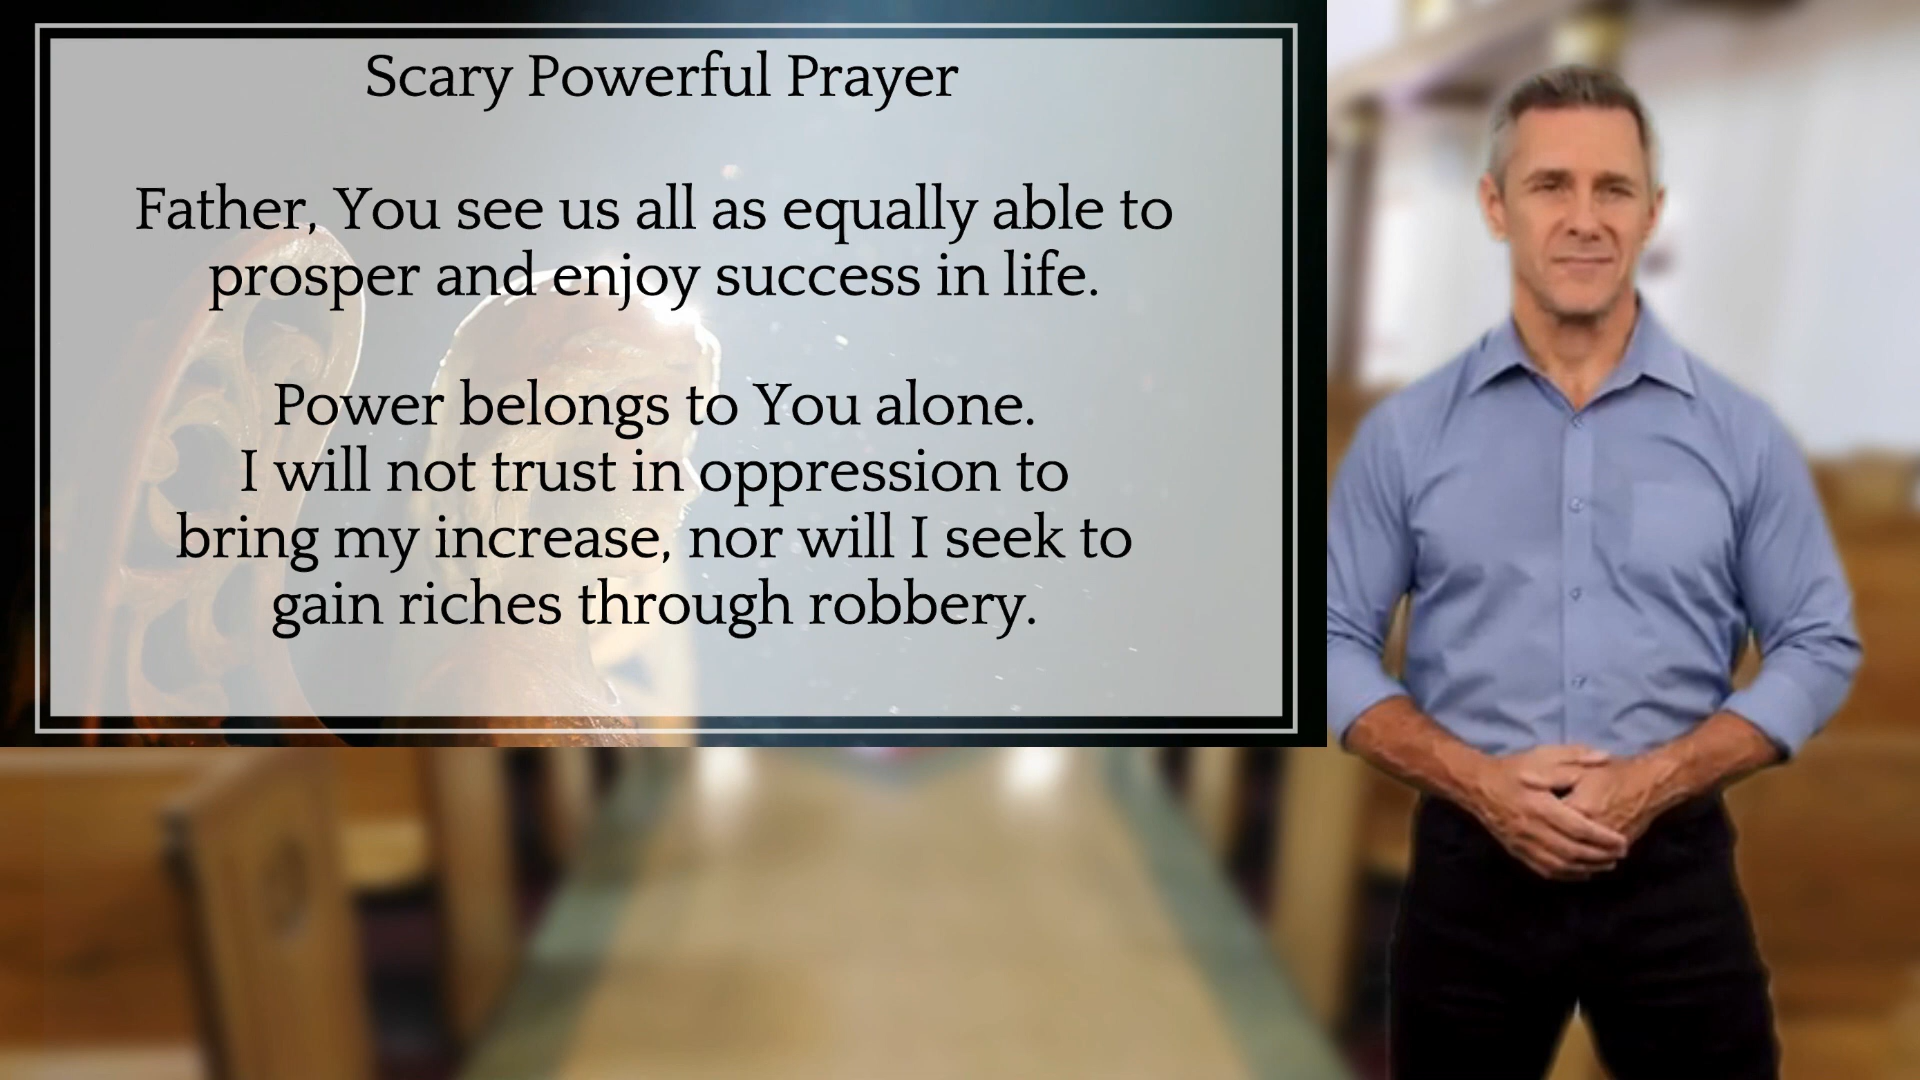 Scary Powerful Prayer
Father, You see us all as equally able to
prosper and enjoy success in life.
Power belongs to You alone.
I will not trust in oppression to
bring my increase, nor will I seek to
gain riches through robbery.